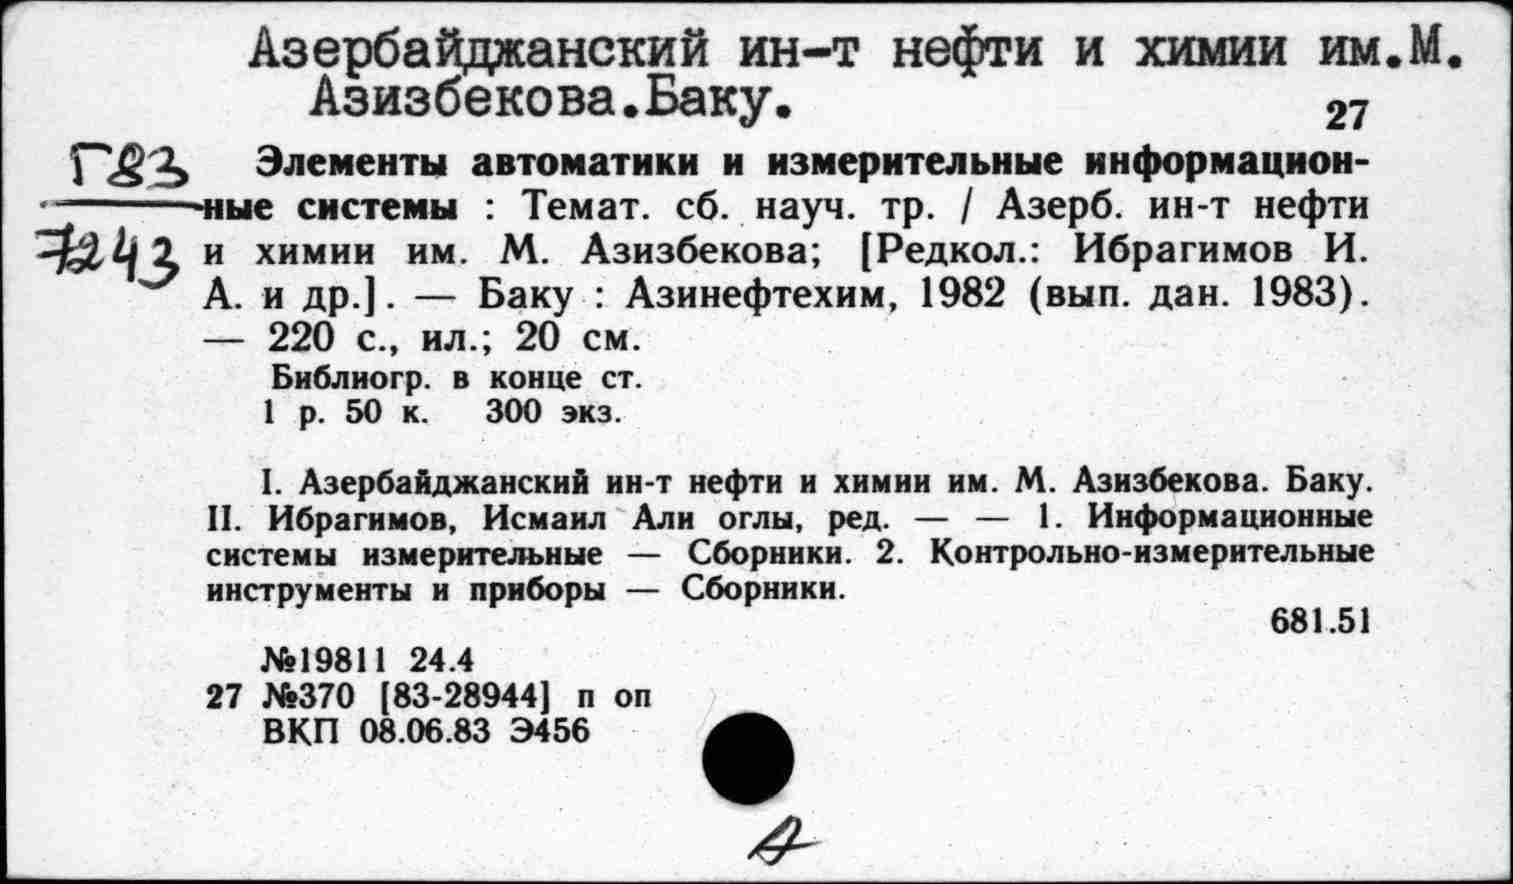 Азербайджанский ин-т нефти и химии им.М.
Азизбекова.Баку.
27
Г83
7243
Элементы автоматики и измерительные информацион-
ные системы : Темат. сб. науч. тр. / Азерб. ин-т нефти
и химии им. М. Азизбекова; [Редкол.: Ибрагимов И.
А. и др.]. — Баку : Азинефтехим, 1982 (вып. дан. 1983).
— 220 с., ил.; 20 см.
Библиогр. в конце ст.
1 р. 50 к. 300 экз.
I. Азербайджанский ин-т нефти и химии им. М. Азизбекова. Баку.
II. Ибрагимов, Исмаил Али оглы, ред. — — 1. Информационные
системы измерительные — Сборники. 2. Контрольно-измерительные
инструменты и приборы — Сборники.
681.51
№19811 24.4
27 №370 [83-28944] п оп
ВКП 08.06.83 Э456